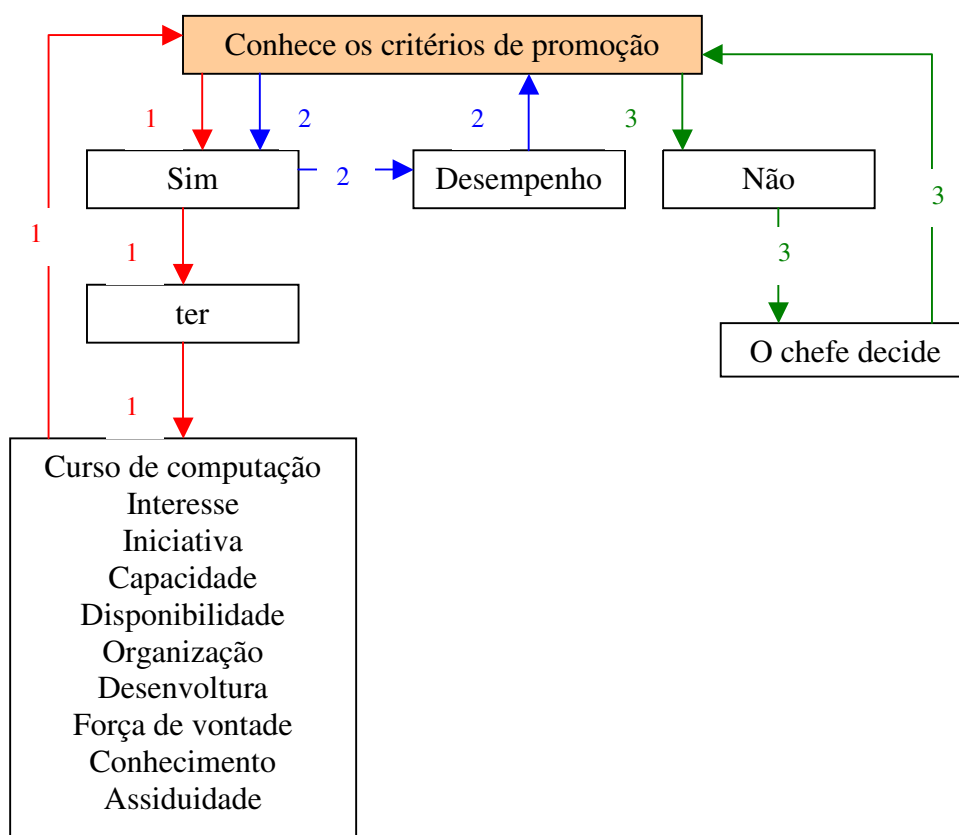 Conhece os critérios de promoção
1
2
2
3
Sim
2
Desempenho
Não
3
1
1
3
ter
O chefe decide
1
Curso de computação
Interesse
Iniciativa
Capacidade
Disponibilidade
Organização
Desenvoltura
Força de vontade
Conhecimento
Assiduidade